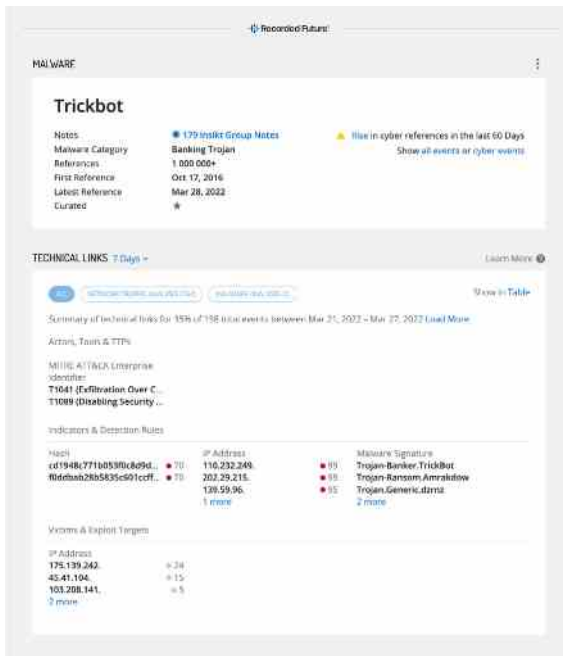 Recorded Future
MALWARE
Trickbot
Notes 179 Insikt Group Notes
Malware Category Banking Trojan
References 1 000 000+
First Reference Oct 17, 2016
Latest Reference Mar 28, 2022
Curated
Rise in cyber references in the last 60 Days
Show all events or cyber events
TECHNICAL LINKS 7 Days
Learn More
Show in Table
Summary of technical links for 15% of 198 total events between Mar 21, 2022 – Mar 27, 2022 Load More
Actors, Tools & TTPs
MITRE ATT&CK Enterprise
Identifier
T1041 (Exfiltration Over C...
T1089 (Disabling Security ...
Indicators & Detection Rules
Hash IP Address Malware Signature
70 110.232.249. 99 Trojan-Banker.TrickBot
70 202.29.215. 99 Trojan-Ransom.Amrakdow
139.59.96. 95 Trojan.Generic.dzrnz
1 more 2 more
Victims & Exploit Targets
IP Address
175.139.242. 24
45.41.104. 15
103.208.141. 5
2 more